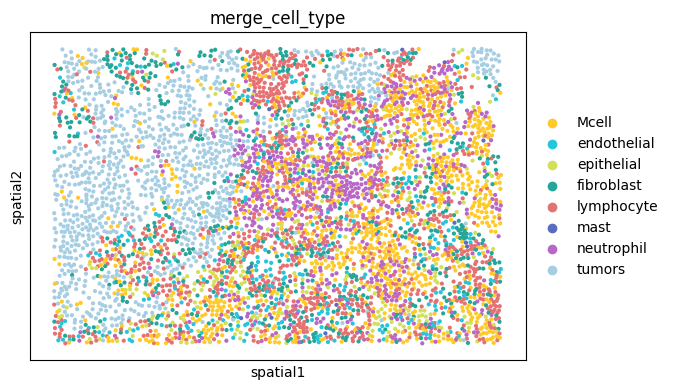 merge_cell_type
spatial2
spatial1
Mcell
endothelial
epithelial
fibroblast
lymphocyte
mast
neutrophil
tumors